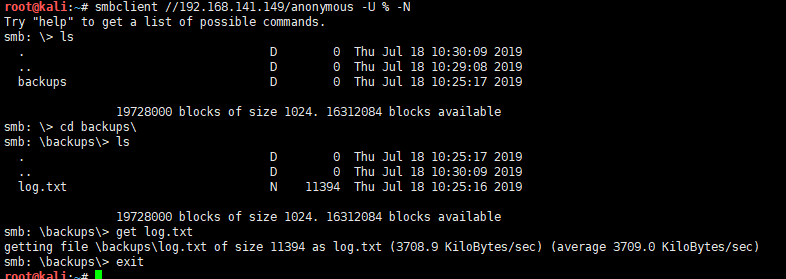 root@kali:~# smbclient //192.168.141.149/anonymous -U % -N
Try "help" to get a list of possible commands.
smb: \> ls
  .                                   D        0  Thu Jul 18 10:30:09 2019
  ..                                  D        0  Thu Jul 18 10:29:08 2019
  backups                             D        0  Thu Jul 18 10:25:17 2019

                19728000 blocks of size 1024. 16312084 blocks available
smb: \> cd backups\
smb: \backups\> ls
  .                                   D        0  Thu Jul 18 10:25:17 2019
  ..                                  D        0  Thu Jul 18 10:30:09 2019
  log.txt                             N    11394  Thu Jul 18 10:25:16 2019

                19728000 blocks of size 1024. 16312084 blocks available
smb: \backups\> get log.txt
getting file \backups\log.txt of size 11394 as log.txt (3708.9 KiloBytes/sec) (average 3709.0 KiloBytes/sec)
smb: \backups\> exit
root@kali:~#